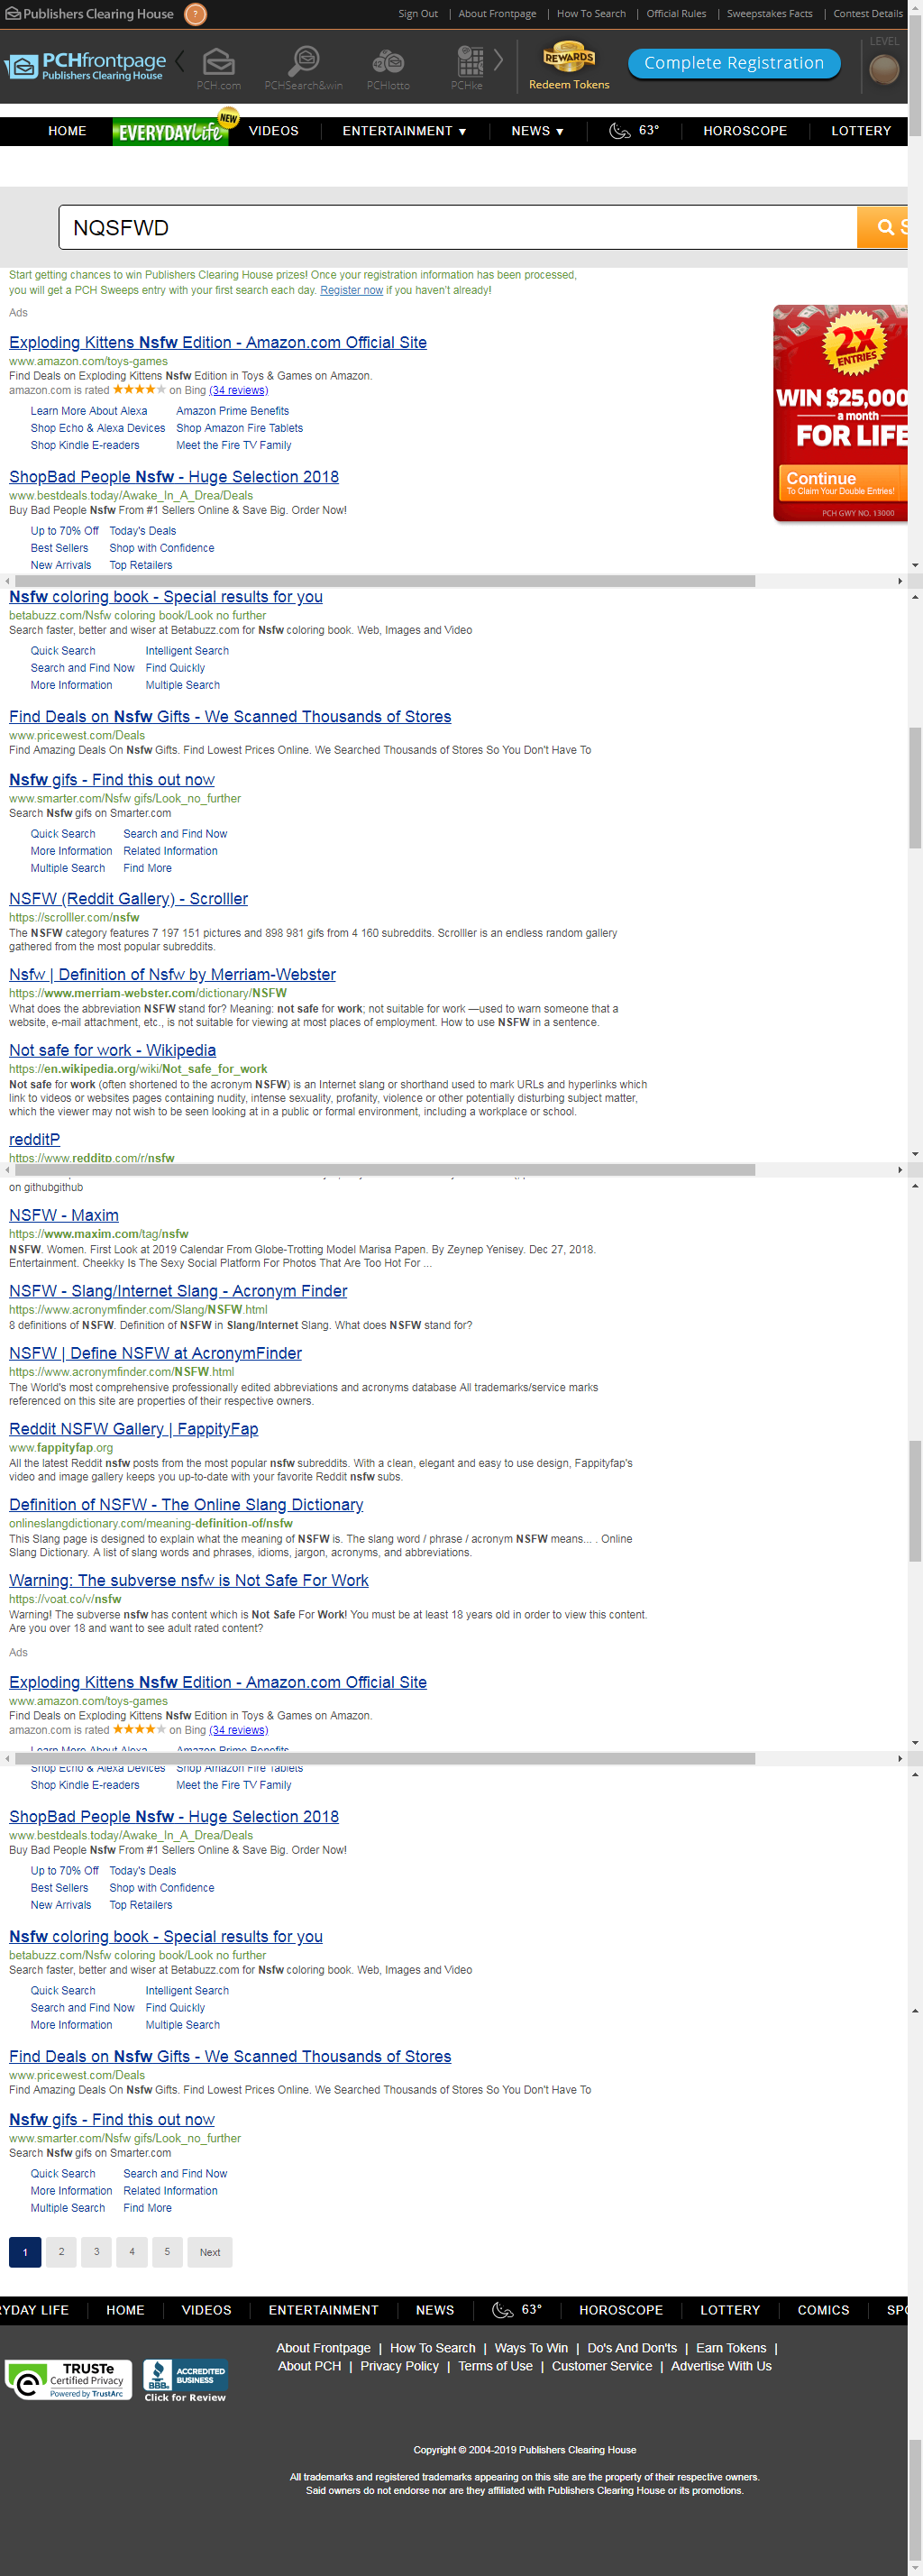 Publishers Clearing House ?
Sign Out | About Frontpage | How To Search | Official Rules | Sweepstakes Facts | Contest Details
PCHfrontpage
Publishers Clearing House
PCH.com PCHSearch&win PCHlotto PCHke
REWARDS
Redeem Tokens
Complete Registration
LEVEL
HOME EVERYDAY Life NEW VIDEOS ENTERTAINMENT ▼ NEWS ▼ 63° HOROSCOPE LOTTERY
NQSFWD
S
Start getting chances to win Publishers Clearing House prizes! Once your registration information has been processed,
you will get a PCH Sweeps entry with your first search each day. Register now if you haven't already!
Ads
Exploding Kittens Nsfw Edition - Amazon.com Official Site
www.amazon.com/toys-games
Find Deals on Exploding Kittens Nsfw Edition in Toys & Games on Amazon.
amazon.com is rated ★★★★★ on Bing (34 reviews)
Learn More About Alexa Amazon Prime Benefits
Shop Echo & Alexa Devices Shop Amazon Fire Tablets
Shop Kindle E-readers Meet the Fire TV Family
2X
ENTRIES
WIN $25,000
a month
FOR LIFE
Continue
To Claim Your Double Entries!
PCH GWY NO. 13000
ShopBad People Nsfw - Huge Selection 2018
www.bestdeals.today/Awake_In_A_Drea/Deals
Buy Bad People Nsfw From #1 Sellers Online & Save Big. Order Now!
Up to 70% Off Today's Deals
Best Sellers Shop with Confidence
New Arrivals Top Retailers
Nsfw coloring book - Special results for you
betabuzz.com/Nsfw coloring book/Look no further
Search faster, better and wiser at Betabuzz.com for Nsfw coloring book. Web, Images and Video
Quick Search Intelligent Search
Search and Find Now Find Quickly
More Information Multiple Search
Find Deals on Nsfw Gifts - We Scanned Thousands of Stores
www.pricewest.com/Deals
Find Amazing Deals On Nsfw Gifts. Find Lowest Prices Online. We Searched Thousands of Stores So You Don't Have To
Nsfw gifs - Find this out now
www.smarter.com/Nsfw gifs/Look_no_further
Search Nsfw gifs on Smarter.com
Quick Search Search and Find Now
More Information Related Information
Multiple Search Find More
NSFW (Reddit Gallery) - Scrolller
https://scrolller.com/nsfw
The NSFW category features 7 197 151 pictures and 898 981 gifs from 4 160 subreddits. Scrolller is an endless random gallery
gathered from the most popular subreddits.
Nsfw | Definition of Nsfw by Merriam-Webster
https://www.merriam-webster.com/dictionary/NSFW
What does the abbreviation NSFW stand for? Meaning: not safe for work; not suitable for work —used to warn someone that a
website, e-mail attachment, etc., is not suitable for viewing at most places of employment. How to use NSFW in a sentence.
Not safe for work - Wikipedia
https://en.wikipedia.org/wiki/Not_safe_for_work
Not safe for work (often shortened to the acronym NSFW) is an Internet slang or shorthand used to mark URLs and hyperlinks which
link to videos or websites pages containing nudity, intense sexuality, profanity, violence or other potentially disturbing subject matter,
which the viewer may not wish to be seen looking at in a public or formal environment, including a workplace or school.
redditP
https://www.redditp.com/r/nsfw
on githubgithub
NSFW - Maxim
https://www.maxim.com/tag/nsfw
NSFW. Women. First Look at 2019 Calendar From Globe-Trotting Model Marisa Papen. By Zeynep Yenisey. Dec 27, 2018.
Entertainment. Cheekky Is The Sexy Social Platform For Photos That Are Too Hot For ...
NSFW - Slang/Internet Slang - Acronym Finder
https://www.acronymfinder.com/Slang/NSFW.html
8 definitions of NSFW. Definition of NSFW in Slang/Internet Slang. What does NSFW stand for?
NSFW | Define NSFW at AcronymFinder
https://www.acronymfinder.com/NSFW.html
The World's most comprehensive professionally edited abbreviations and acronyms database All trademarks/service marks
referenced on this site are properties of their respective owners.
Reddit NSFW Gallery | FappityFap
www.fappityfap.org
All the latest Reddit nsfw posts from the most popular nsfw subreddits. With a clean, elegant and easy to use design, Fappityfap's
video and image gallery keeps you up-to-date with your favorite Reddit nsfw subs.
Definition of NSFW - The Online Slang Dictionary
onlineslangdictionary.com/meaning-definition-of/nsfw
This Slang page is designed to explain what the meaning of NSFW is. The slang word / phrase / acronym NSFW means... . Online
Slang Dictionary. A list of slang words and phrases, idioms, jargon, acronyms, and abbreviations.
Warning: The subverse nsfw is Not Safe For Work
https://voat.co/v/nsfw
Warning! The subverse nsfw has content which is Not Safe For Work! You must be at least 18 years old in order to view this content.
Are you over 18 and want to see adult rated content?
Ads
Exploding Kittens Nsfw Edition - Amazon.com Official Site
www.amazon.com/toys-games
Find Deals on Exploding Kittens Nsfw Edition in Toys & Games on Amazon.
amazon.com is rated ★★★★★ on Bing (34 reviews)
Learn More About Alexa Amazon Prime Benefits
Shop Echo & Alexa Devices Shop Amazon Fire Tablets
Shop Kindle E-readers Meet the Fire TV Family
ShopBad People Nsfw - Huge Selection 2018
www.bestdeals.today/Awake_In_A_Drea/Deals
Buy Bad People Nsfw From #1 Sellers Online & Save Big. Order Now!
Up to 70% Off Today's Deals
Best Sellers Shop with Confidence
New Arrivals Top Retailers
Nsfw coloring book - Special results for you
betabuzz.com/Nsfw coloring book/Look no further
Search faster, better and wiser at Betabuzz.com for Nsfw coloring book. Web, Images and Video
Quick Search Intelligent Search
Search and Find Now Find Quickly
More Information Multiple Search
Find Deals on Nsfw Gifts - We Scanned Thousands of Stores
www.pricewest.com/Deals
Find Amazing Deals On Nsfw Gifts. Find Lowest Prices Online. We Searched Thousands of Stores So You Don't Have To
Nsfw gifs - Find this out now
www.smarter.com/Nsfw gifs/Look_no_further
Search Nsfw gifs on Smarter.com
Quick Search Search and Find Now
More Information Related Information
Multiple Search Find More
1 2 3 4 5 Next
RYDAY LIFE HOME VIDEOS ENTERTAINMENT NEWS 63° HOROSCOPE LOTTERY COMICS SPO
About Frontpage | How To Search | Ways To Win | Do's And Don'ts | Earn Tokens |
About PCH | Privacy Policy | Terms of Use | Customer Service | Advertise With Us
TRUSTe
Certified Privacy
Powered by TrustArc
BBB
ACCREDITED
BUSINESS
Click for Review
Copyright © 2004-2019 Publishers Clearing House
All trademarks and registered trademarks appearing on this site are the property of their respective owners.
Said owners do not endorse nor are they affiliated with Publishers Clearing House or its promotions.